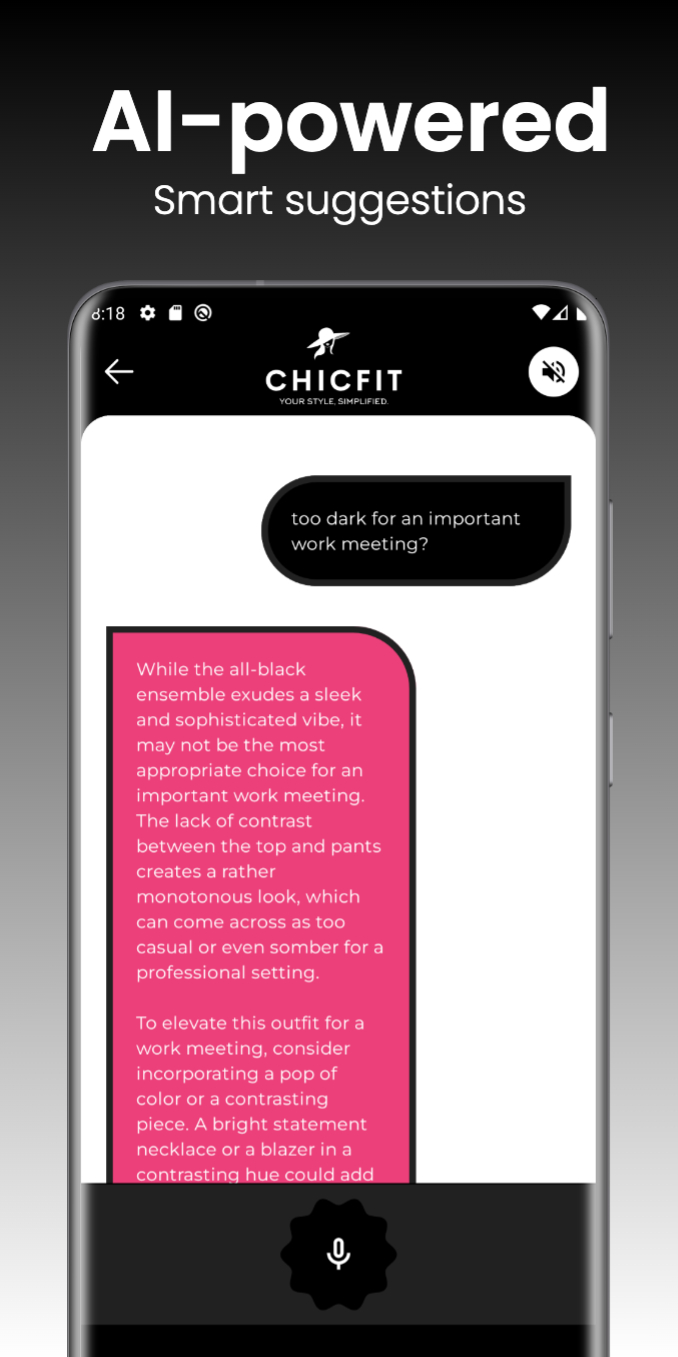 AI-powered
Smart suggestions
8:18
CHICFIT
YOUR STYLE, SIMPLIFIED.
too dark for an important
work meeting?
While the all-black
ensemble exudes a sleek
and sophisticated vibe, it
may not be the most
appropriate choice for an
important work meeting.
The lack of contrast
between the top and pants
creates a rather
monotonous look, which
can come across as too
casual or even somber for a
professional setting.
To elevate this outfit for a
work meeting, consider
incorporating a pop of
color or a contrasting
piece. A bright statement
necklace or a blazer in a
contrasting hue could add